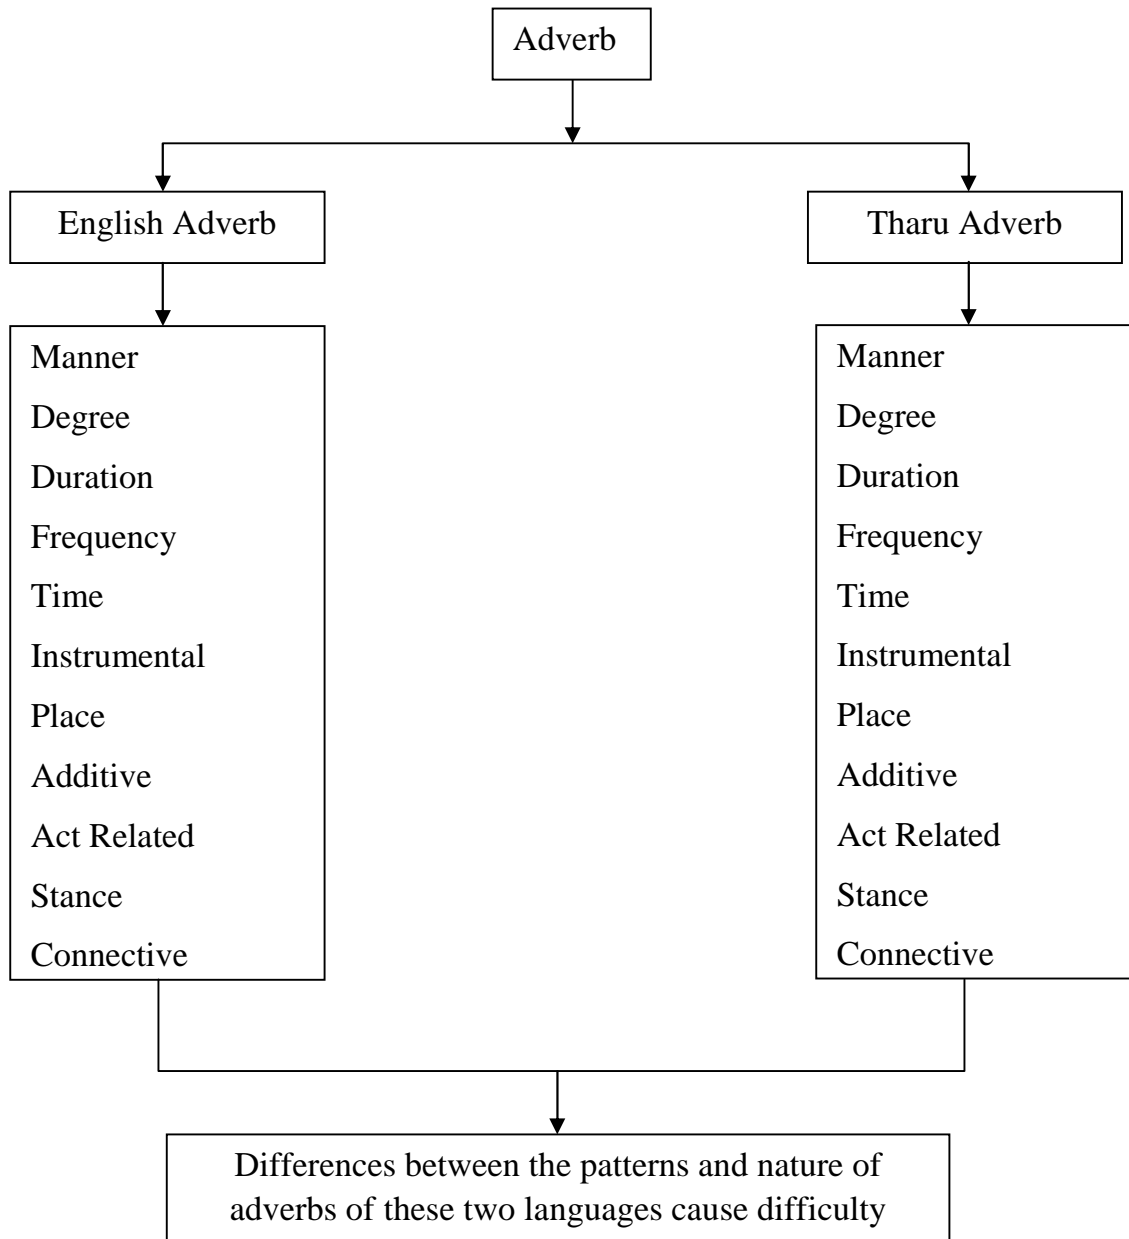 Adverb
English Adverb
Tharu Adverb
Manner
Degree
Duration
Frequency
Time
Instrumental
Place
Additive
Act Related
Stance
Connective
Manner
Degree
Duration
Frequency
Time
Instrumental
Place
Additive
Act Related
Stance
Connective
Differences between the patterns and nature of
adverbs of these two languages cause difficulty